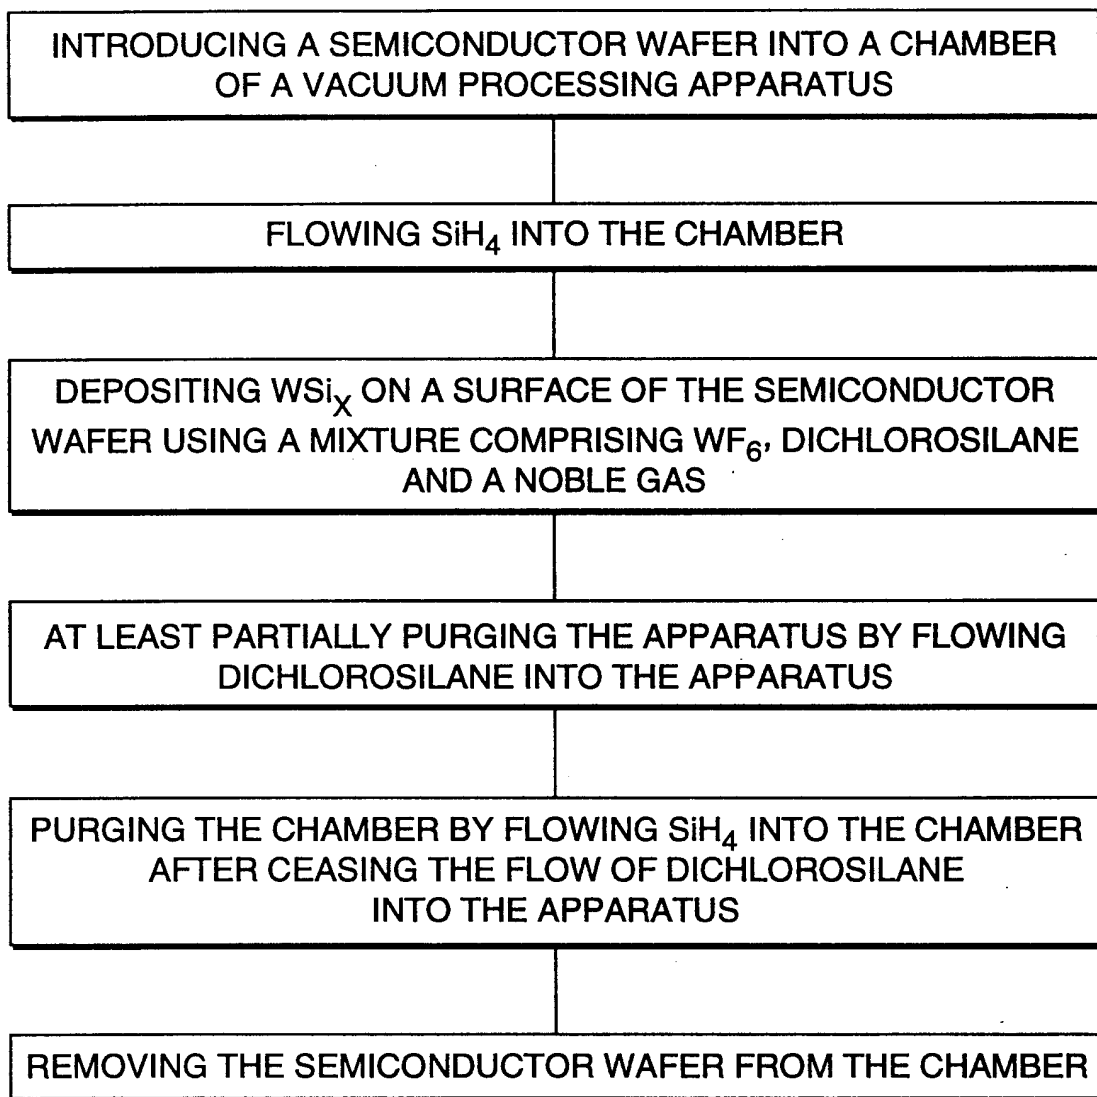 INTRODUCING A SEMICONDUCTOR WAFER INTO A CHAMBER
OF A VACUUM PROCESSING APPARATUS
FLOWING SiH4 INTO THE CHAMBER
DEPOSITING WSiX ON A SURFACE OF THE SEMICONDUCTOR
WAFER USING A MIXTURE COMPRISING WF6, DICHLOROSILANE
AND A NOBLE GAS
AT LEAST PARTIALLY PURGING THE APPARATUS BY FLOWING
DICHLOROSILANE INTO THE APPARATUS
PURGING THE CHAMBER BY FLOWING SiH4 INTO THE CHAMBER
AFTER CEASING THE FLOW OF DICHLOROSILANE
INTO THE APPARATUS
REMOVING THE SEMICONDUCTOR WAFER FROM THE CHAMBER